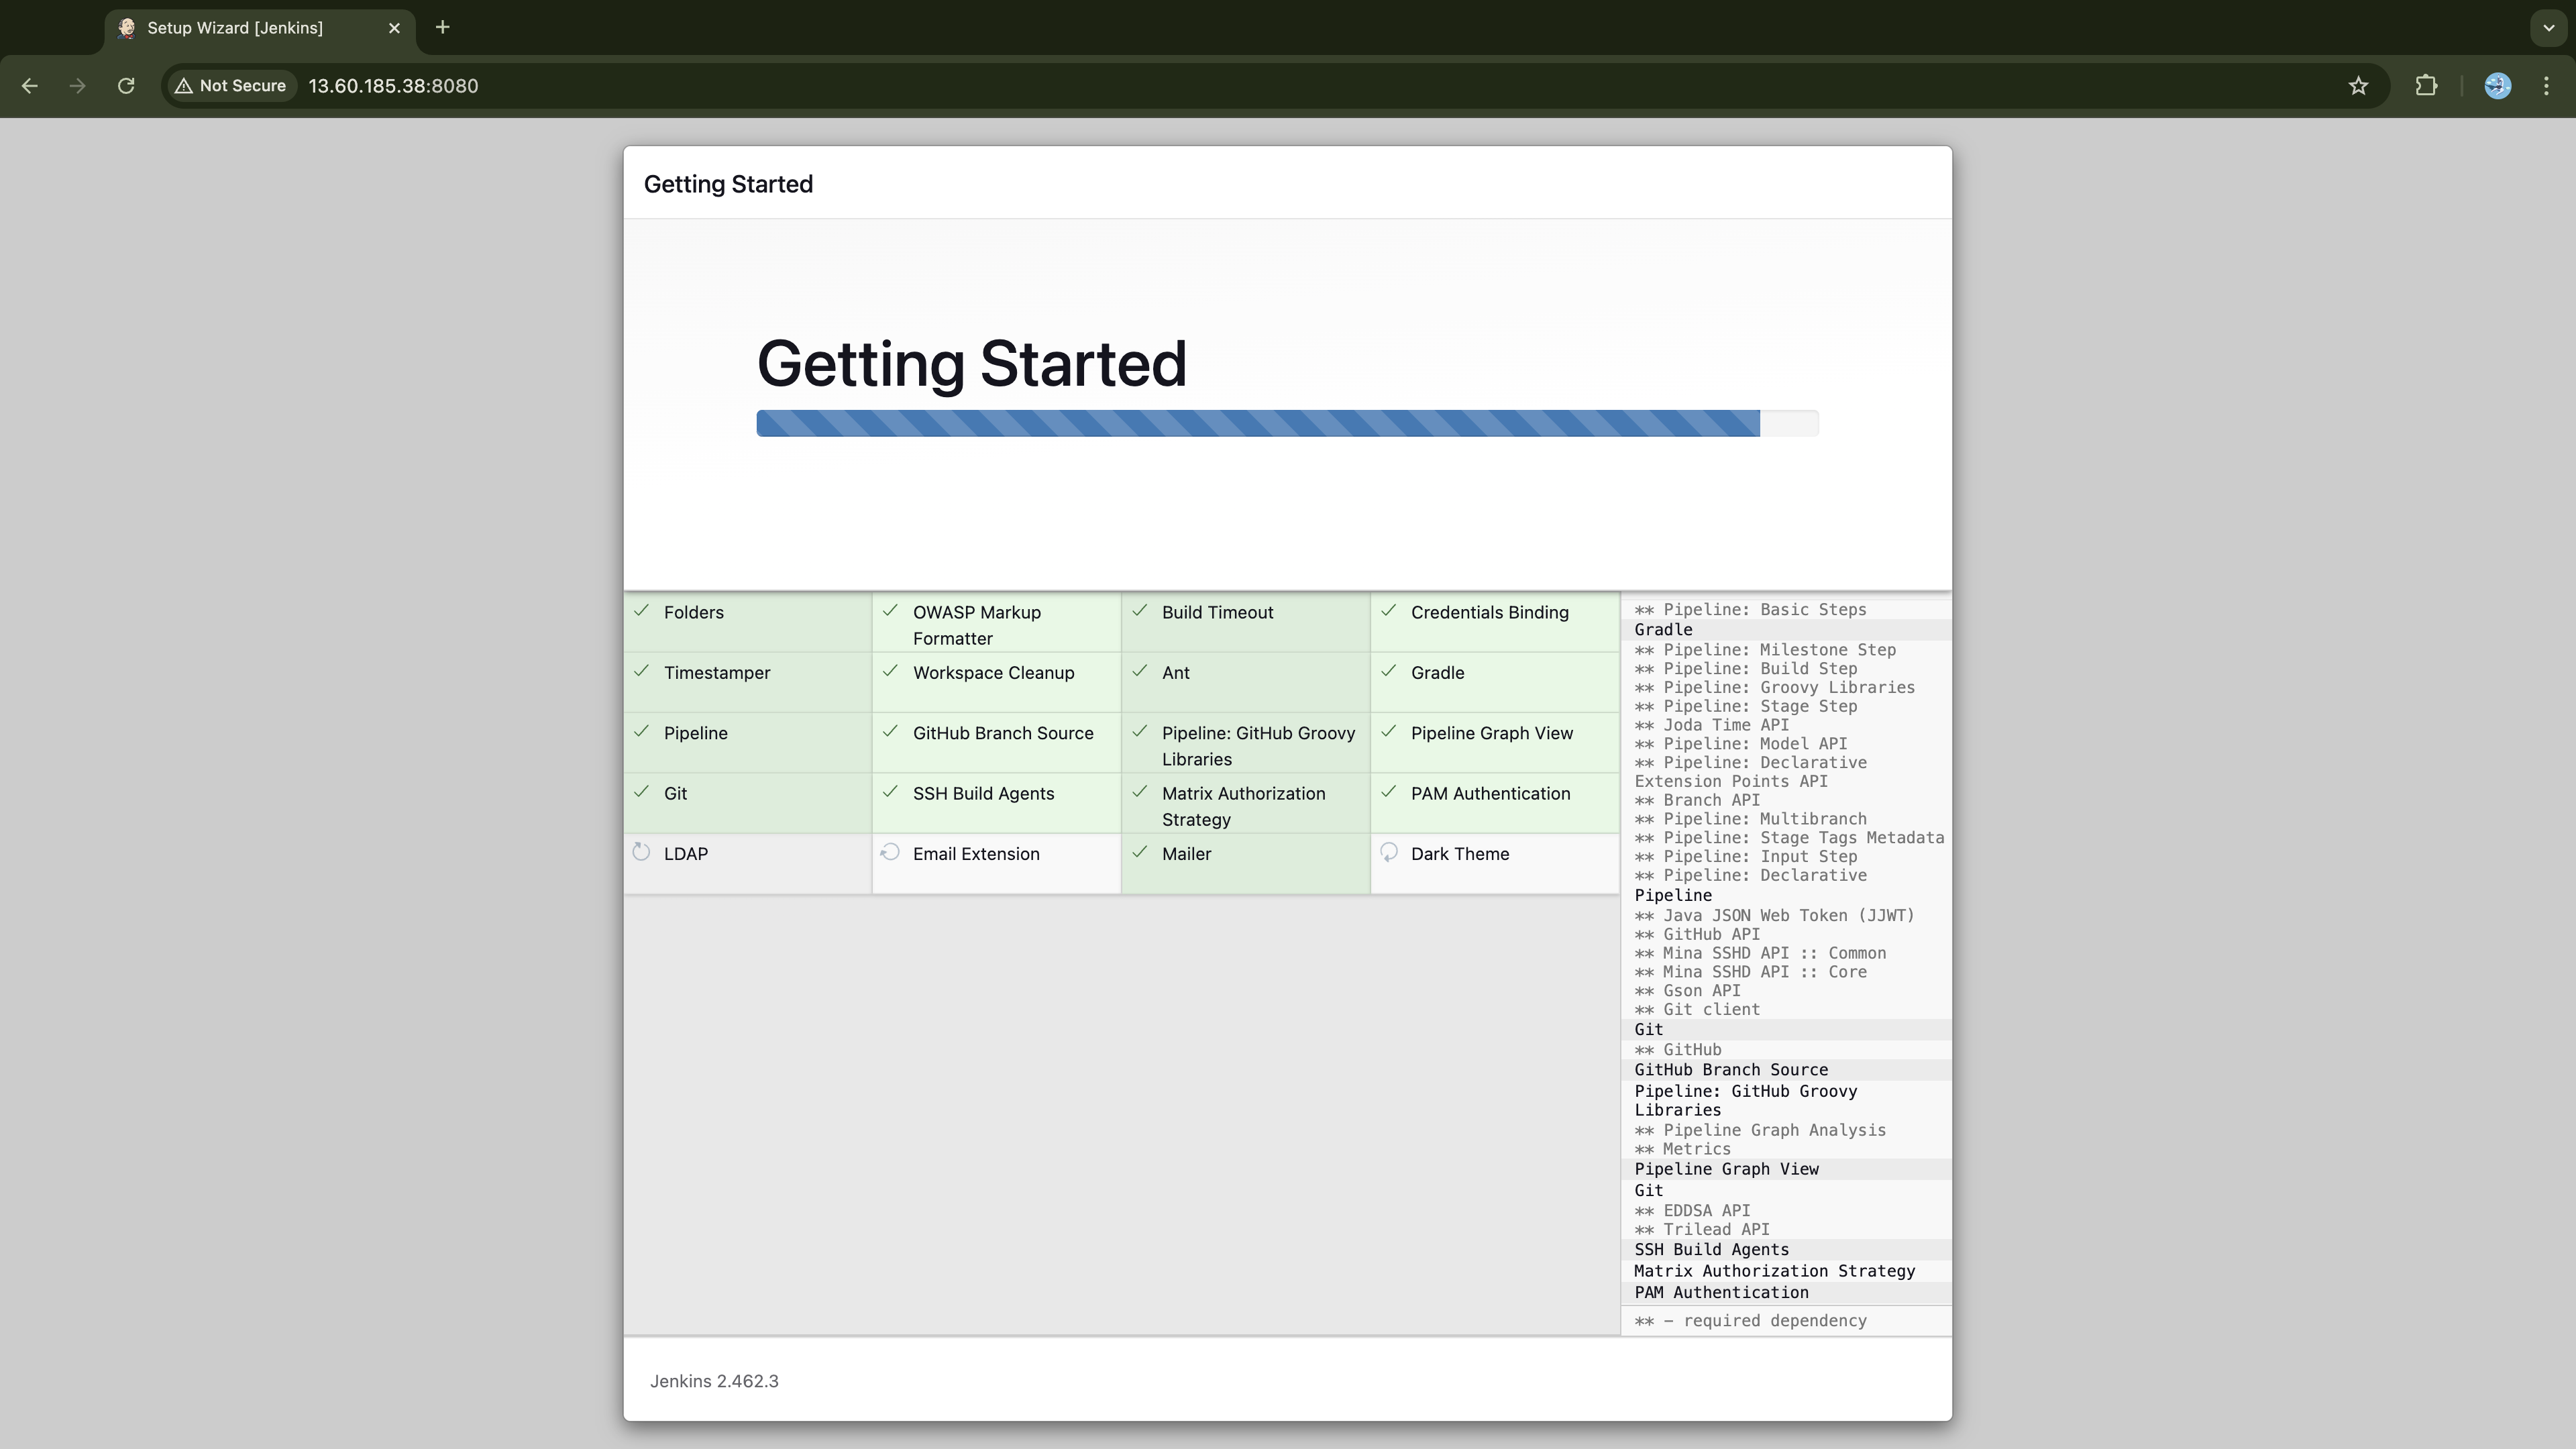 Setup Wizard [Jenkins]
Not Secure
13.60.185.38:8080
Getting Started
Getting Started
Folders
OWASP Markup
Formatter
Build Timeout
Credentials Binding
Timestamper
Workspace Cleanup
Ant
Gradle
Pipeline
GitHub Branch Source
Pipeline: GitHub Groovy
Libraries
Pipeline Graph View
Git
SSH Build Agents
Matrix Authorization
Strategy
PAM Authentication
LDAP
Email Extension
Mailer
Dark Theme
** Pipeline: Basic Steps
Gradle
** Pipeline: Milestone Step
** Pipeline: Build Step
** Pipeline: Groovy Libraries
** Pipeline: Stage Step
** Joda Time API
** Pipeline: Model API
** Pipeline: Declarative
Extension Points API
** Branch API
** Pipeline: Multibranch
** Pipeline: Stage Tags Metadata
** Pipeline: Input Step
** Pipeline: Declarative
Pipeline
** Java JSON Web Token (JJWT)
** GitHub API
** Mina SSHD API :: Common
** Mina SSHD API :: Core
** Gson API
** Git client
Git
** GitHub
GitHub Branch Source
Pipeline: GitHub Groovy
Libraries
** Pipeline Graph Analysis
** Metrics
Pipeline Graph View
Git
** EDDSA API
** Trilead API
SSH Build Agents
Matrix Authorization Strategy
PAM Authentication
** – required dependency
Jenkins 2.462.3